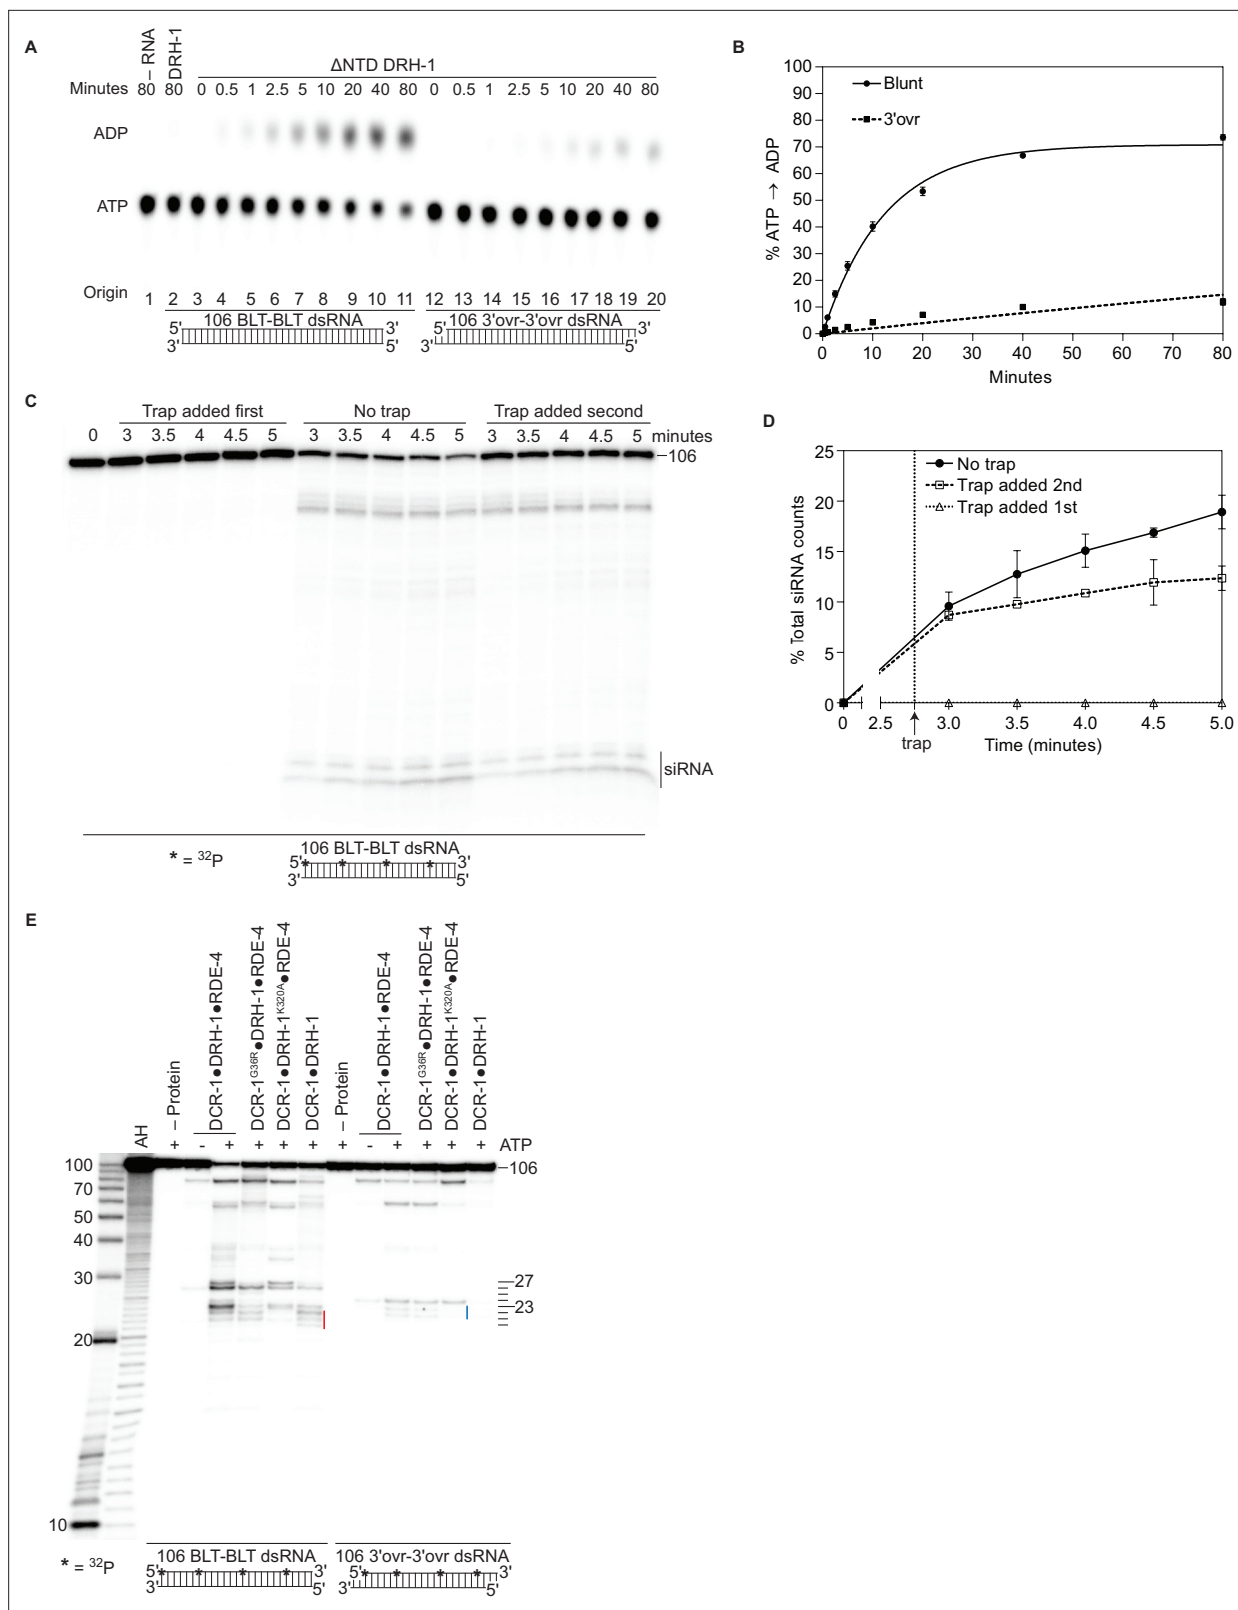 A
– RNA
DRH-1
ΔNTD DRH-1
Minutes 80 80 0 0.5 1 2.5 5 10 20 40 80 0 0.5 1 2.5 5 10 20 40 80
ADP
ATP
Origin
1 2 3 4 5 6 7 8 9 10 11 12 13 14 15 16 17 18 19 20
106 BLT-BLT dsRNA 106 3'ovr-3'ovr dsRNA
5' 3' 5' 3'
3' 5' 3' 5'
B
100
90
80
70
60
50
40
30
20
10
0
% ATP → ADP
Blunt
3'ovr
0 10 20 30 40 50 60 70 80
Minutes
C
Trap added first No trap Trap added second
0 3 3.5 4 4.5 5 3 3.5 4 4.5 5 3 3.5 4 4.5 5 minutes
106
siRNA
* = ³²P
106 BLT-BLT dsRNA
5' * * * * 3'
3' 5'
D
25
20
15
10
5
0
% Total siRNA counts
No trap
Trap added 2nd
Trap added 1st
0 2.5 3.0 3.5 4.0 4.5 5.0
trap
Time (minutes)
E
AH
– Protein
DCR-1●DRH-1●RDE-4
DCR-1ᴳ³⁶ᴿ●DRH-1●RDE-4
DCR-1●DRH-1ᴷ³²⁰ᴬ●RDE-4
DCR-1●DRH-1
– Protein
DCR-1●DRH-1●RDE-4
DCR-1ᴳ³⁶ᴿ●DRH-1●RDE-4
DCR-1●DRH-1ᴷ³²⁰ᴬ●RDE-4
DCR-1●DRH-1
+ - + + + + + - + + + + ATP
100
70
50
40
30
20
10
106
27
23
* = ³²P
106 BLT-BLT dsRNA 106 3'ovr-3'ovr dsRNA
5' * * * * 3' 5' * * * * 3'
3' 5' 3' 5'